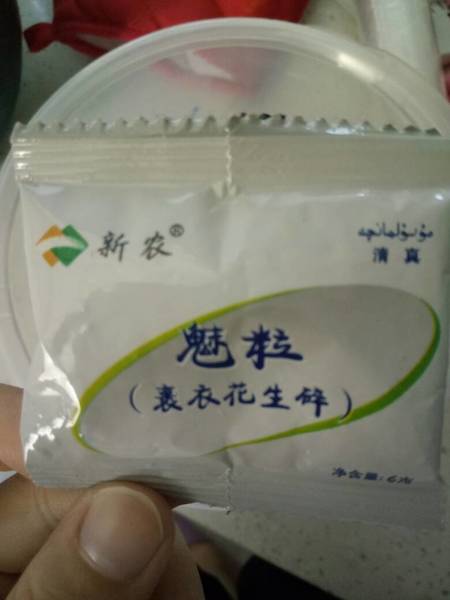 新农®
مۇسۇلمانچە
清真
魅粒
（裹衣花生碎）
净含量:6克